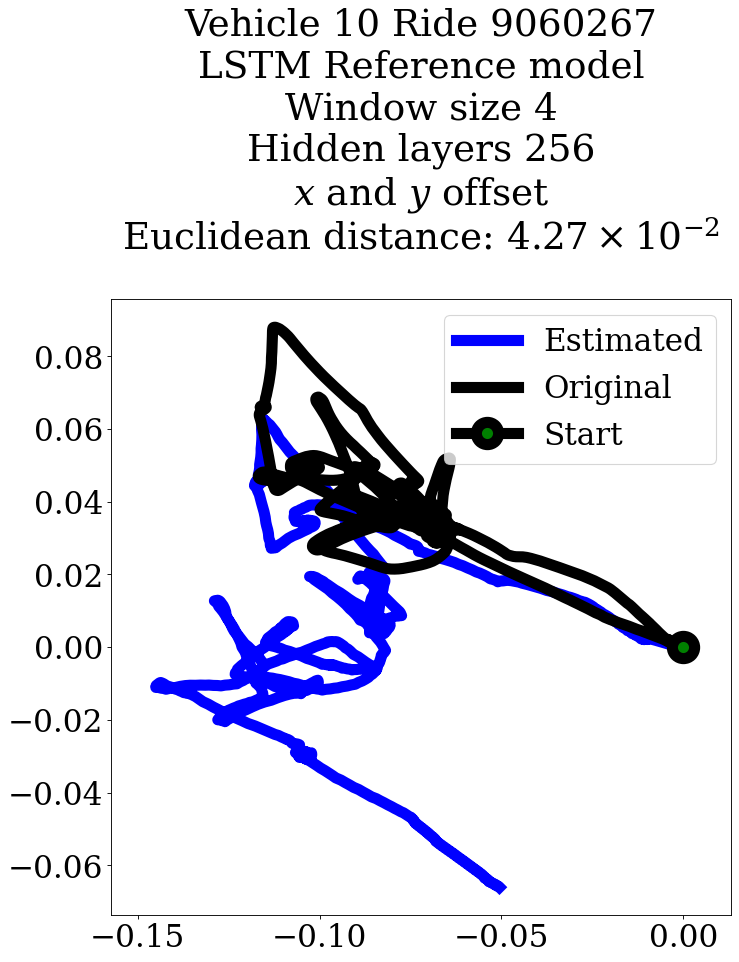 Vehicle 10 Ride 9060267
LSTM Reference model
Window size 4
Hidden layers 256
x and y offset
Euclidean distance: 4.27 × 10⁻²
Estimated
Original
Start
0.08
0.06
0.04
0.02
0.00
−0.02
−0.04
−0.06
−0.15 −0.10 −0.05 0.00